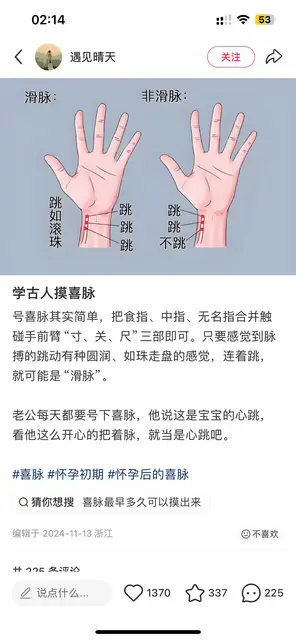 02:14
53
遇见晴天
关注
滑脉：
非滑脉：
跳如滚珠
跳
跳
跳
跳
跳
不跳
学古人摸喜脉
号喜脉其实简单，把食指、中指、无名指合并触
碰手前臂“寸、关、尺”三部即可。只要感觉到脉
搏的跳动有种圆润、如珠走盘的感觉，连着跳，
就可能是“滑脉”。
老公每天都要号下喜脉，他说这是宝宝的心跳，
看他这么开心的把着脉，就当是心跳吧。
#喜脉 #怀孕初期 #怀孕后的喜脉
猜你想搜 喜脉最早多久可以摸出来
编辑于 2024-11-13 浙江
不喜欢
共 225 条评论
说点什么...
1370
337
225